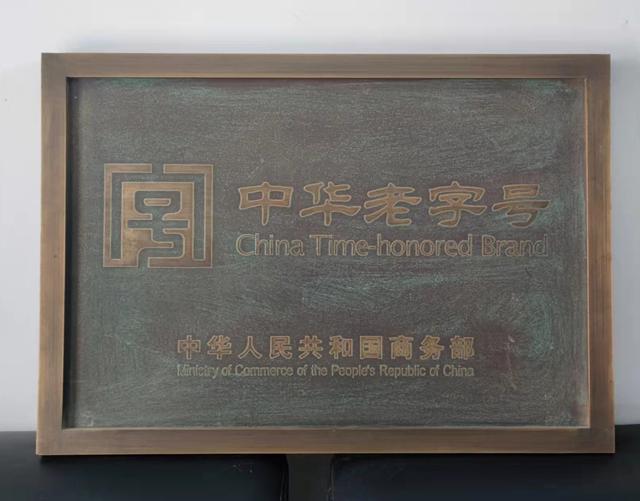 中华老字号
China Time-honored Brand
中华人民共和国商务部
Ministry of Commerce of the People's Republic of China